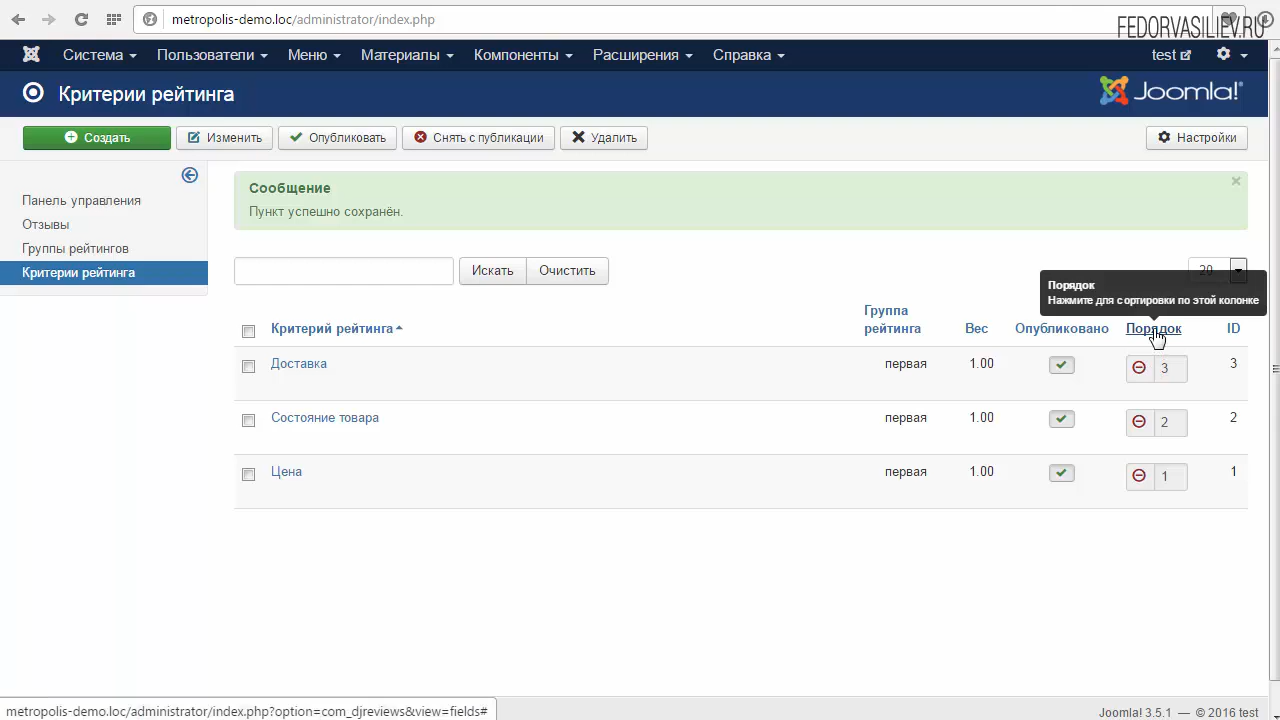 metropolis-demo.loc/administrator/index.php
FEDORVASILIEV.RU
Система Пользователи Меню Материалы Компоненты Расширения Справка test
Критерии рейтинга
Joomla!
Создать Изменить Опубликовать Снять с публикации Удалить Настройки
Панель управления
Отзывы
Группы рейтингов
Критерии рейтинга
Сообщение
×
Пункт успешно сохранён.
Искать Очистить 20
Порядок
Нажмите для сортировки по этой колонке
Критерий рейтинга Группа рейтинга Вес Опубликовано Порядок ID
Доставка первая 1.00 3 3
Состояние товара первая 1.00 2 2
Цена первая 1.00 1 1
metropolis-demo.loc/administrator/index.php?option=com_djreviews&view=fields#
Joomla! 3.5.1 — © 2016 test